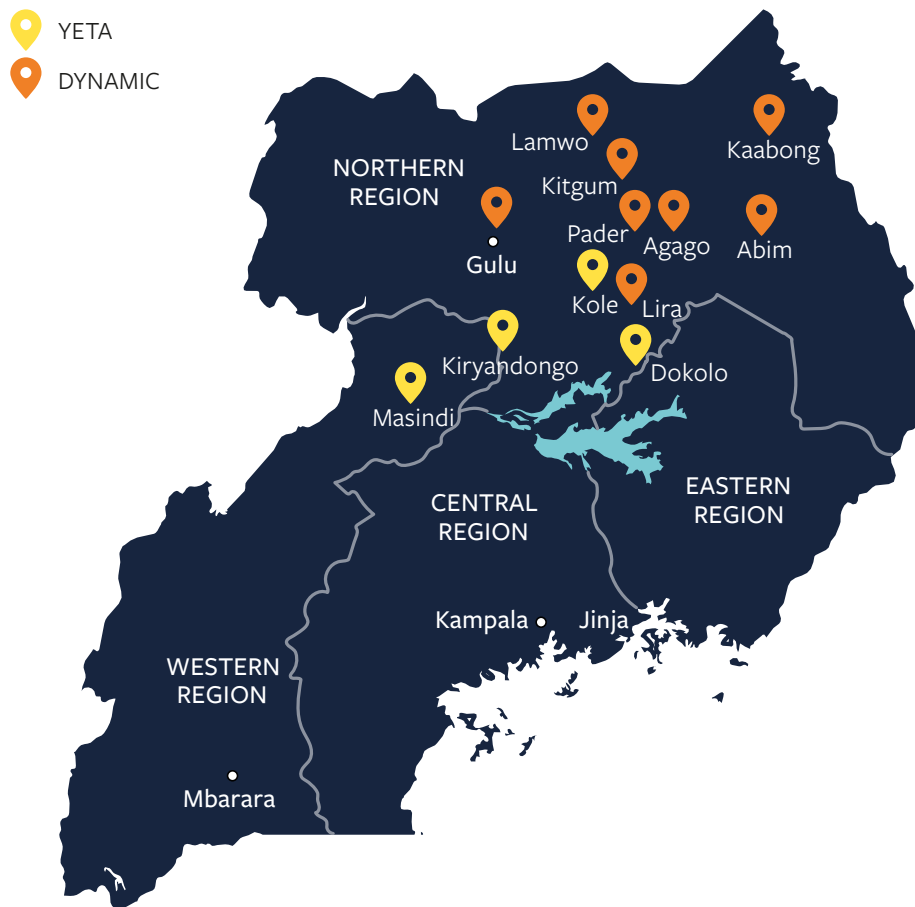 YETA
DYNAMIC
Lamwo
Kaabong
NORTHERN
REGION
Kitgum
Pader
Agago
Abim
Gulu
Kole
Lira
Kiryandongo
Dokolo
Masindi
CENTRAL
REGION
EASTERN
REGION
Kampala
Jinja
WESTERN
REGION
Mbarara